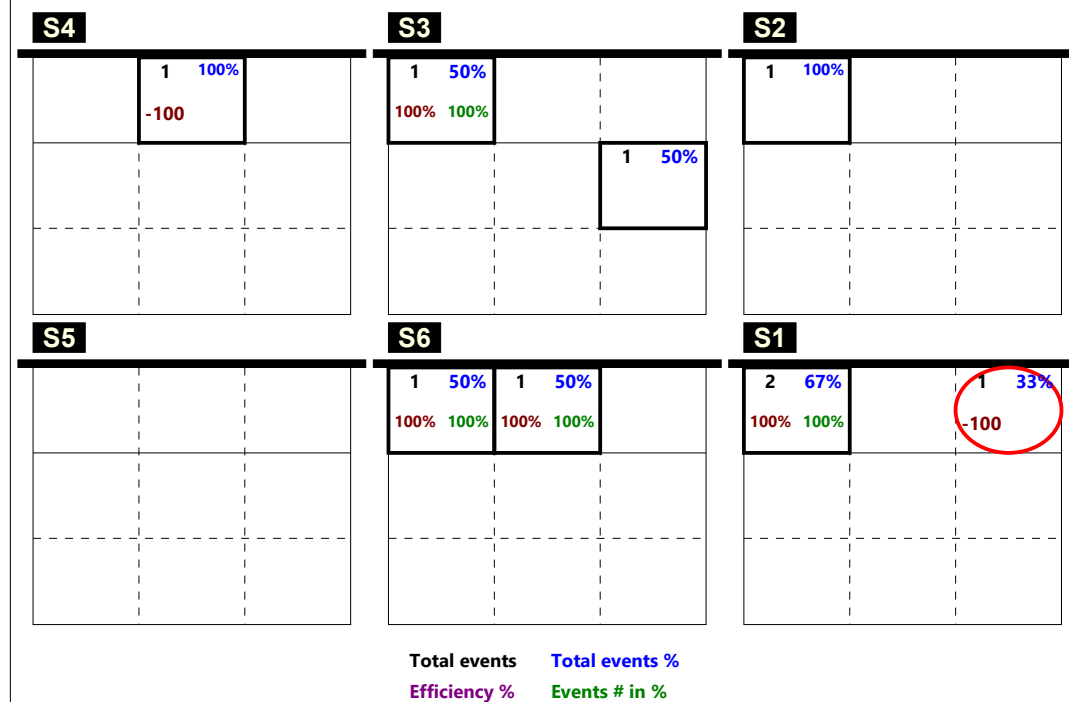 S4 S3 S2
1 100% 1 50% 1 100%
-100 100% 100%
1 50%
S5 S6 S1
1 50% 1 50% 2 67% 1 33%
100% 100% 100% 100% 100% 100% -100
Total events Total events %
Efficiency % Events # in %